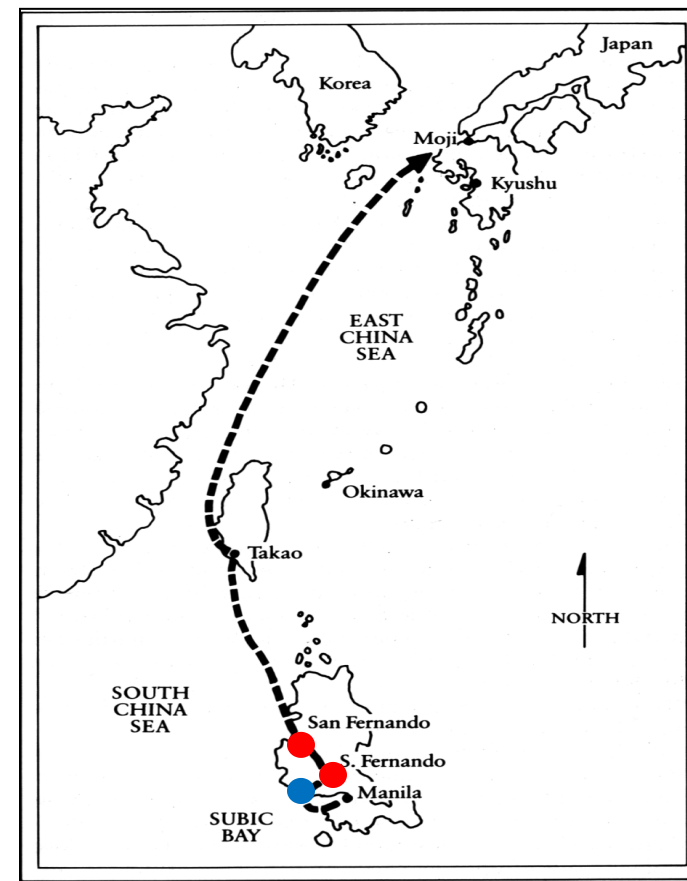 Japan
Korea
Moji
Kyushu
EAST
CHINA
SEA
Okinawa
Takao
NORTH
SOUTH
CHINA
SEA
San Fernando
S. Fernando
Manila
SUBIC
BAY